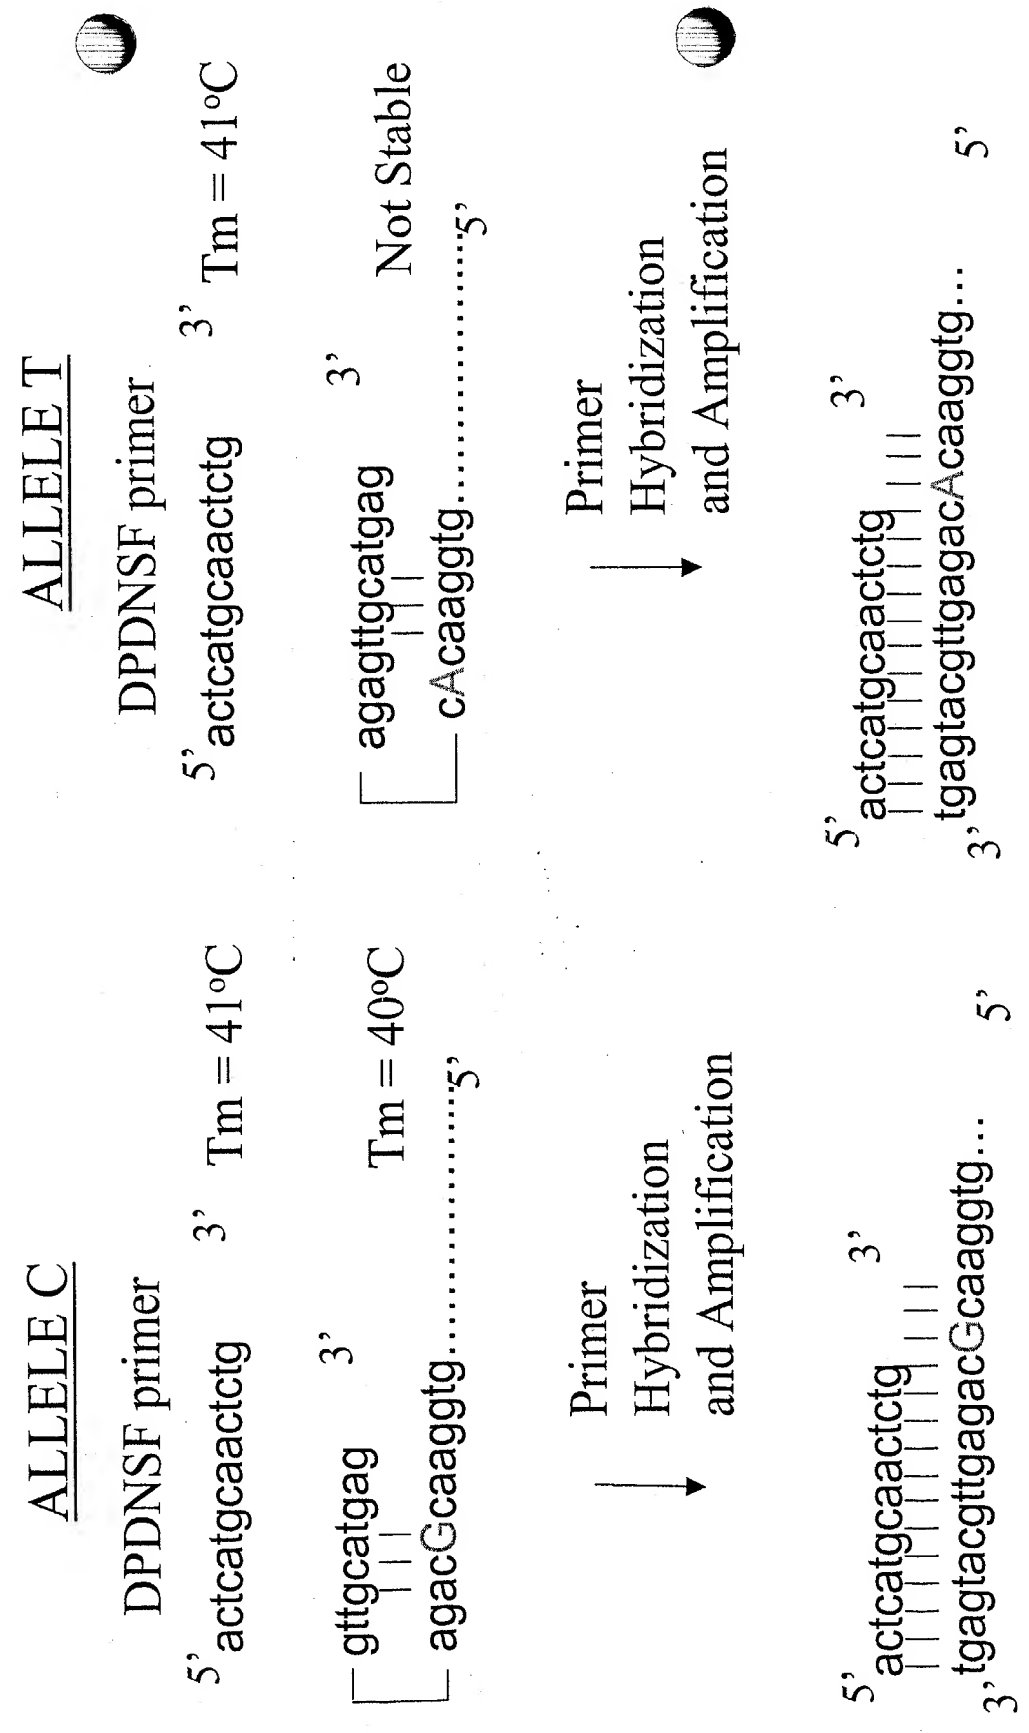 ALLELE C
DPDNSF primer
5’ 3’
actcatgcaactctg Tm = 41°C
3’
gttgcatgag Tm = 40°C
agacGcaaggtg..................5’
Primer
Hybridization
and Amplification
5’ 3’
actcatgcaactctg
tgagtacgttgagacGcaaggtg...
3’ 5’
ALLELE T
DPDNSF primer
5’ 3’
actcatgcaactctg Tm = 41°C
3’
agagttgcatgag Not Stable
cAcaaggtg..................5’
Primer
Hybridization
and Amplification
5’ 3’
actcatgcaactctg
tgagtacgttgagacAcaaggtg...
3’ 5’